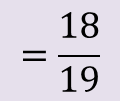 = 18/19